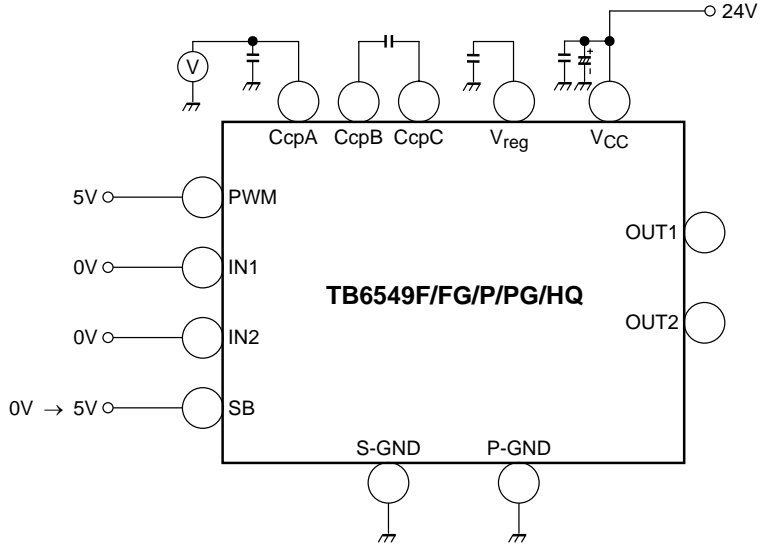 24V
V
CcpA CcpB CcpC Vreg VCC
5V PWM
OUT1
0V IN1
TB6549F/FG/P/PG/HQ
0V IN2
OUT2
0V → 5V SB
S-GND P-GND